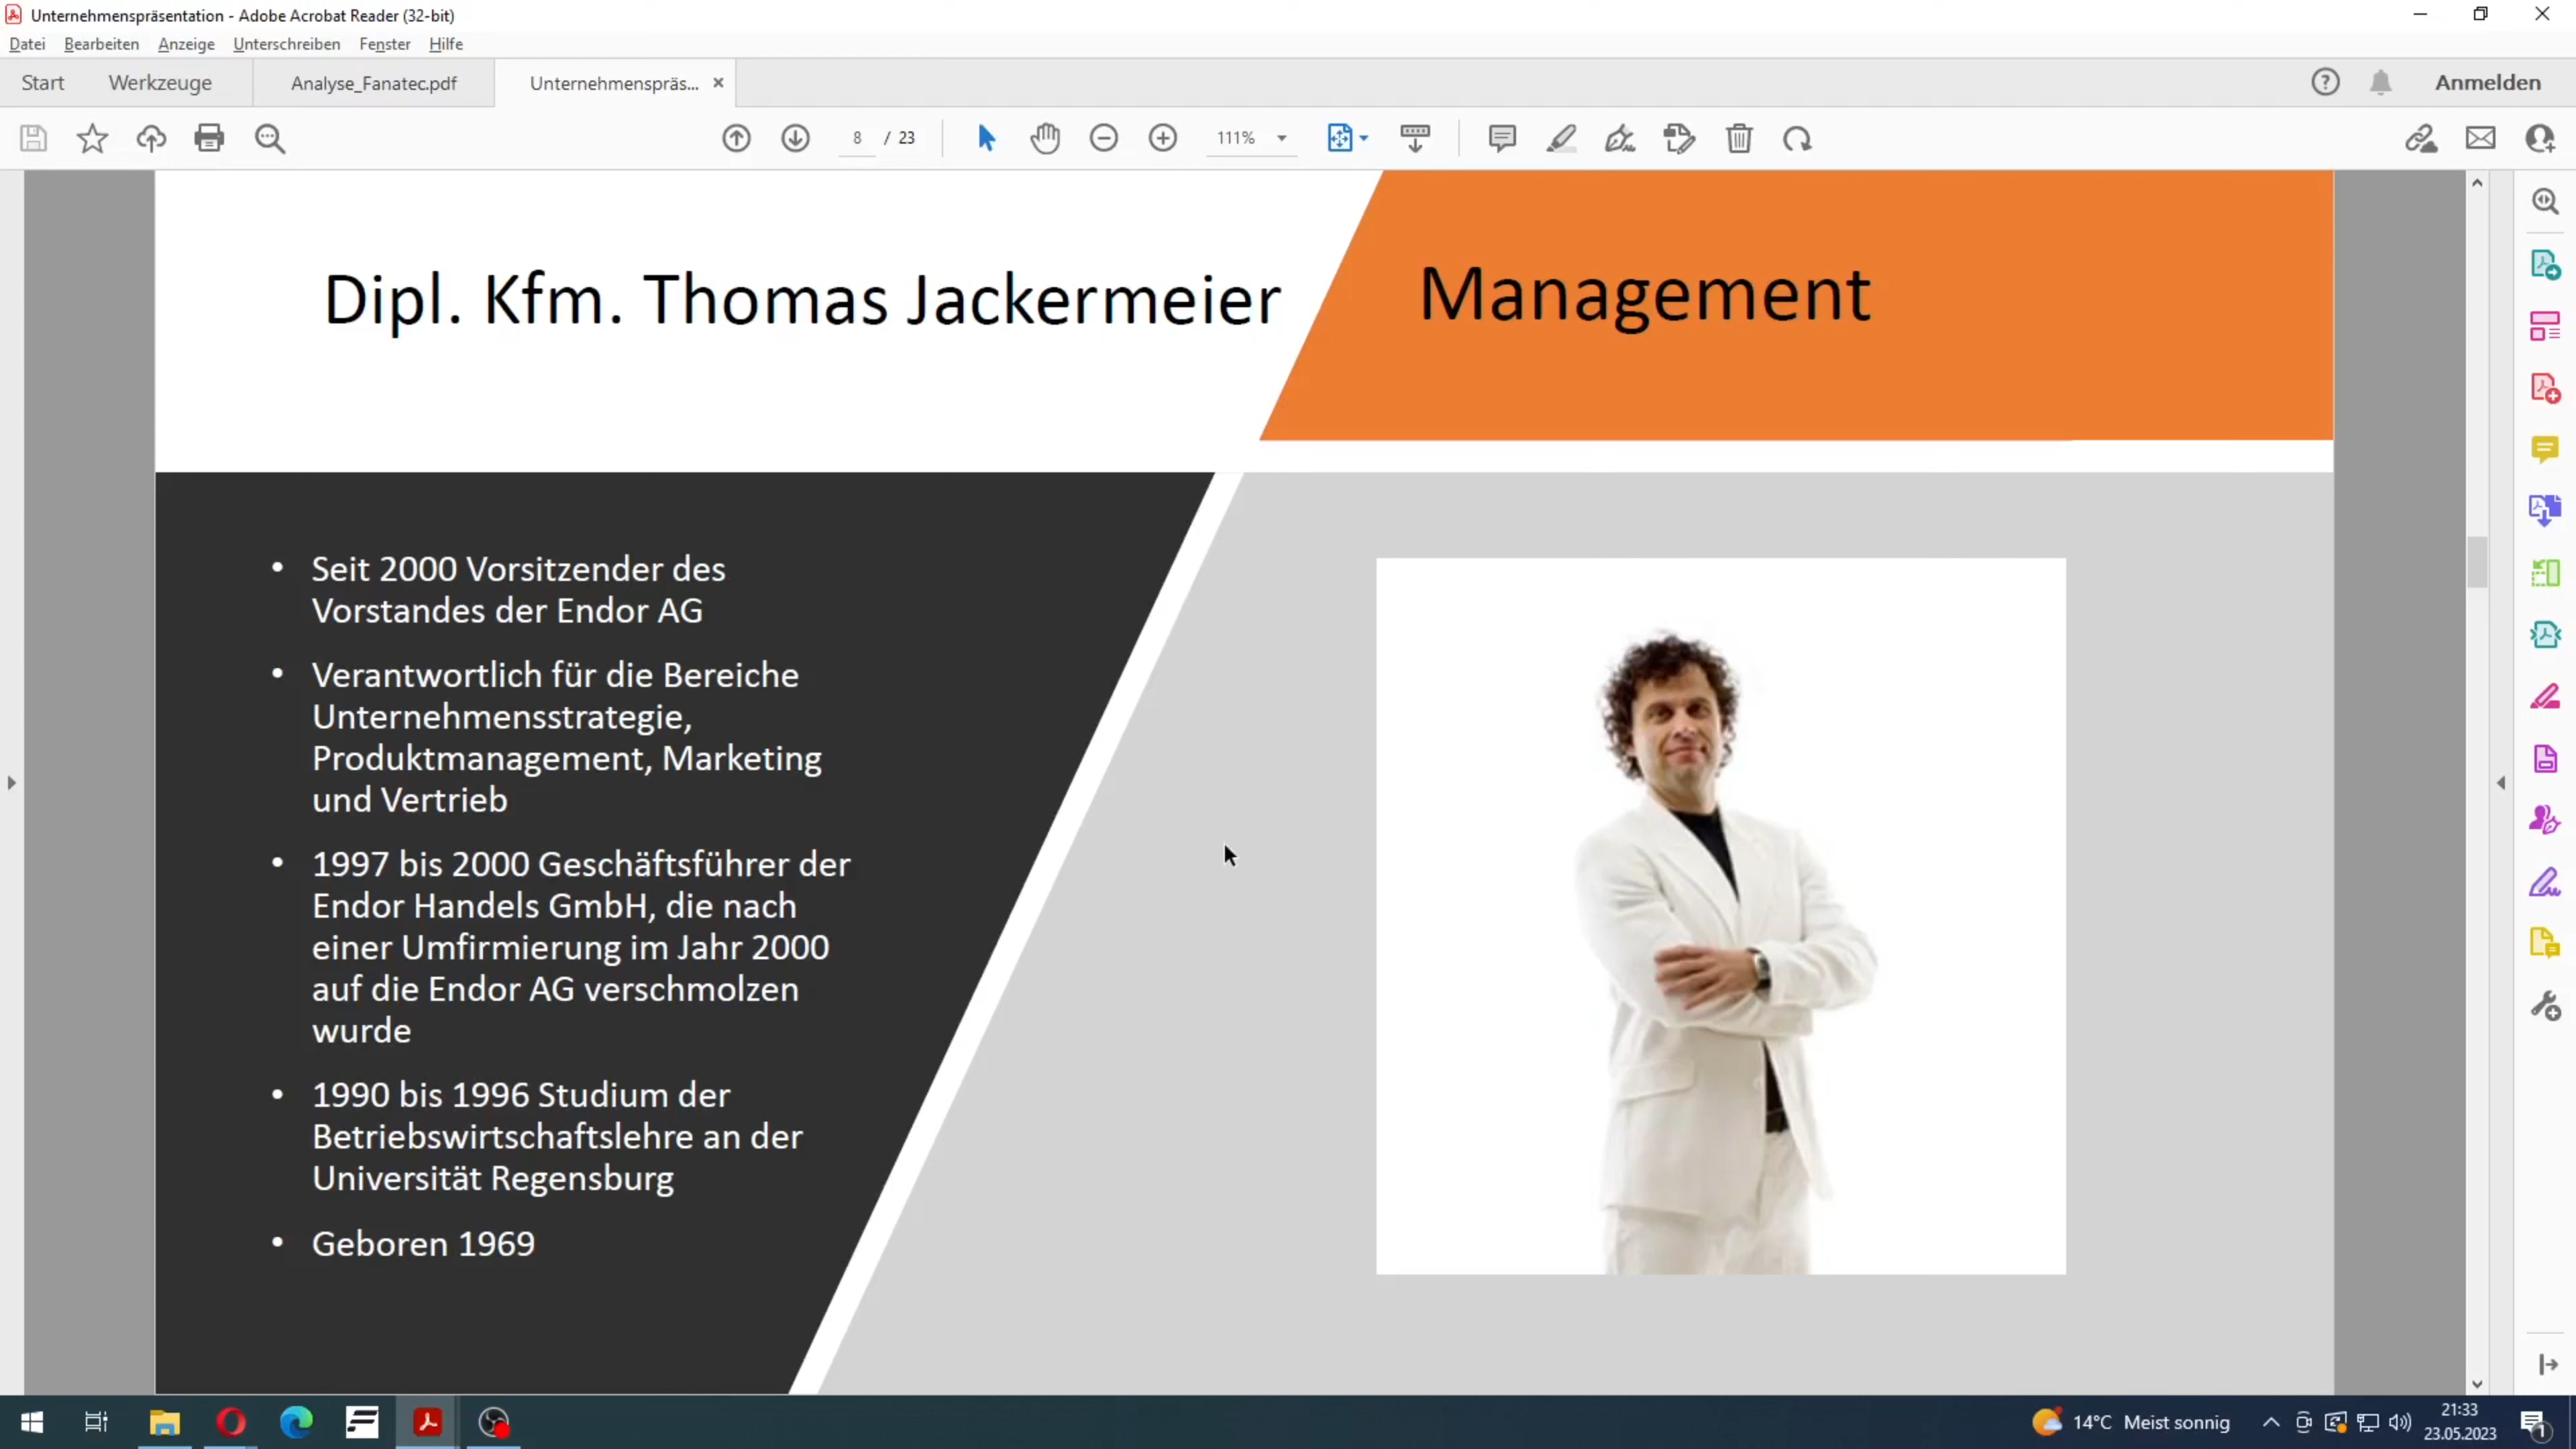 Unternehmenspräsentation - Adobe Acrobat Reader (32-bit)
Datei Bearbeiten Anzeige Unterschreiben Fenster Hilfe
Start Werkzeuge Analyse_Fanatec.pdf Unternehmenspräs... Anmelden
8 / 23 111%
Dipl. Kfm. Thomas Jackermeier
Management
• Seit 2000 Vorsitzender des
Vorstandes der Endor AG
• Verantwortlich für die Bereiche
Unternehmensstrategie,
Produktmanagement, Marketing
und Vertrieb
• 1997 bis 2000 Geschäftsführer der
Endor Handels GmbH, die nach
einer Umfirmierung im Jahr 2000
auf die Endor AG verschmolzen
wurde
• 1990 bis 1996 Studium der
Betriebswirtschaftslehre an der
Universität Regensburg
• Geboren 1969
14°C Meist sonnig
21:33
23.05.2023
1